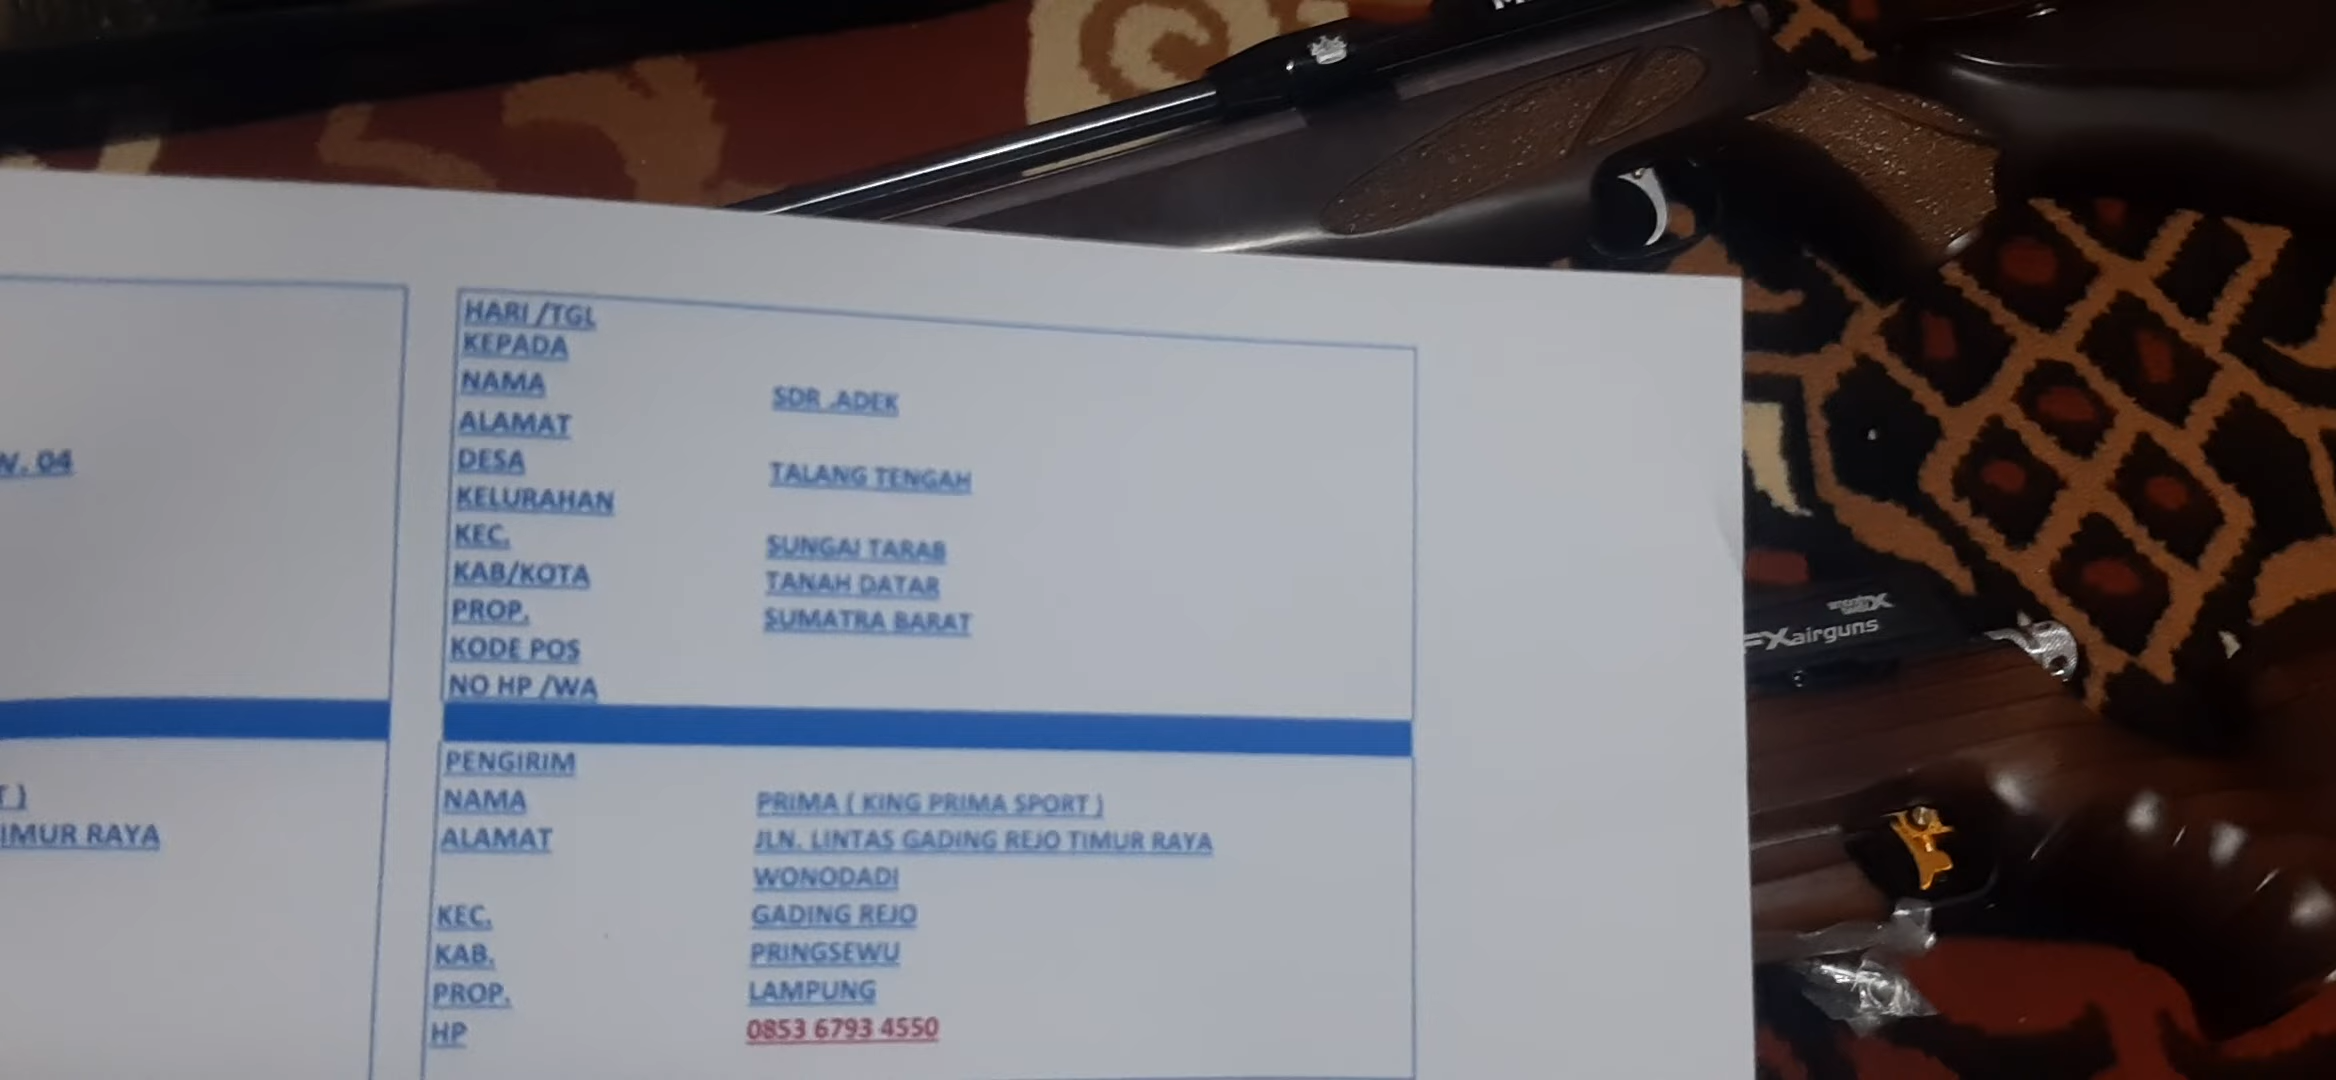 HARI /TGL
KEPADA
NAMA SDR .ADEK
ALAMAT
DESA TALANG TENGAH
KELURAHAN
KEC. SUNGAI TARAB
KAB/KOTA TANAH DATAR
PROP. SUMATRA BARAT
KODE POS
NO HP /WA
PENGIRIM
NAMA PRIMA ( KING PRIMA SPORT )
ALAMAT JLN. LINTAS GADING REJO TIMUR RAYA
WONODADI
KEC. GADING REJO
KAB. PRINGSEWU
PROP. LAMPUNG
HP 0853 6793 4550
04
RAYA
FXairguns